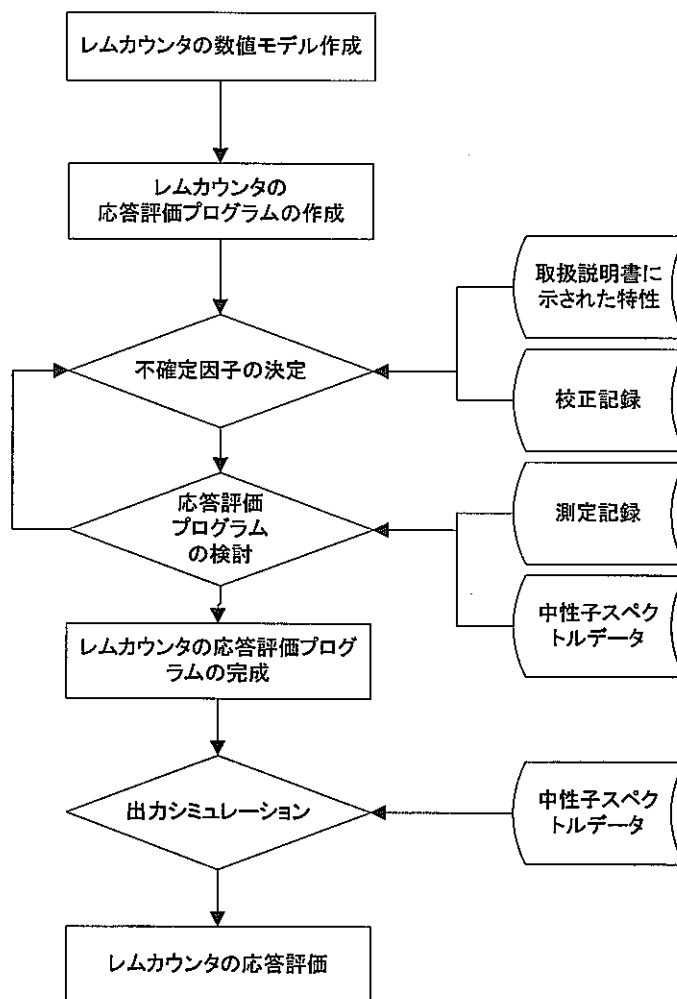 レムカウンタの数値モデル作成
レムカウンタの
応答評価プログラムの作成
取扱説明書に
示された特性
不確定因子の決定
校正記録
応答評価
プログラム
の検討
測定記録
中性子スペク
トルデータ
レムカウンタの応答評価プログ
ラムの完成
出力シミュレーション
中性子スペク
トルデータ
レムカウンタの応答評価